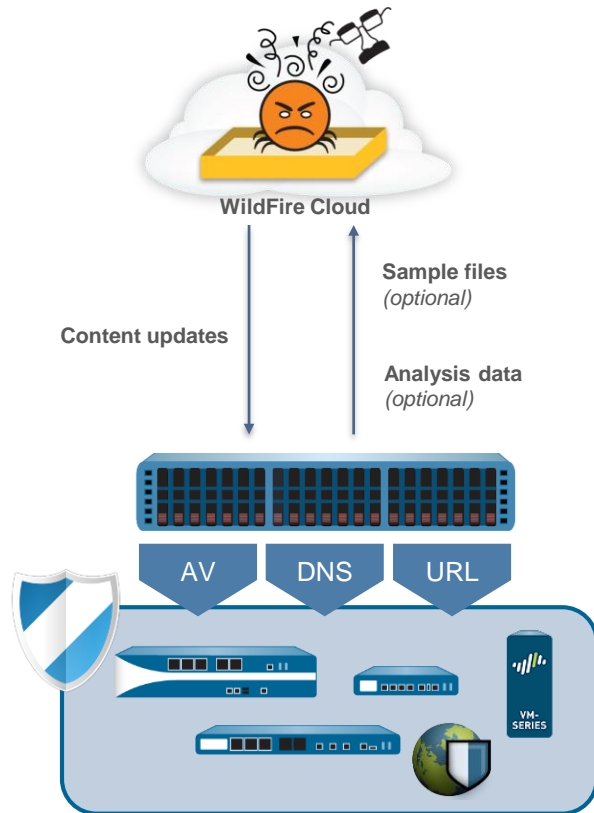 WildFire Cloud
Sample files
(optional)
Content updates
Analysis data
(optional)
AV
DNS
URL
VM-
SERIES